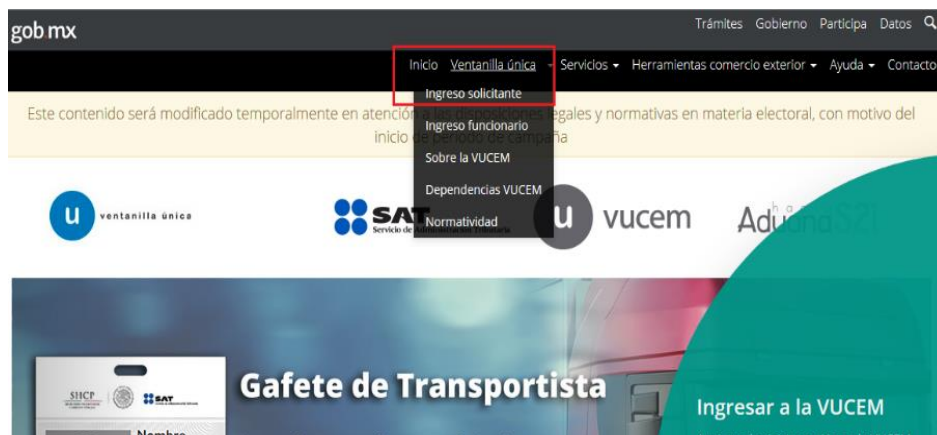 gob.mx
Trámites Gobierno Participa Datos
Inicio Ventanilla única Servicios Herramientas comercio exterior Ayuda Contacto
Ingreso solicitante
Este contenido será modificado temporalmente en atención a las disposiciones legales y normativas en materia electoral, con motivo del
Ingreso funcionario
inicio de periodo de campaña
Sobre la VUCEM
Dependencias VUCEM
Normatividad
u ventanilla única
SAT
Servicio de Administración Tributaria
u vucem
Aduana
Gafete de Transportista
SHCP
SAT
Nombre
Ingresar a la VUCEM